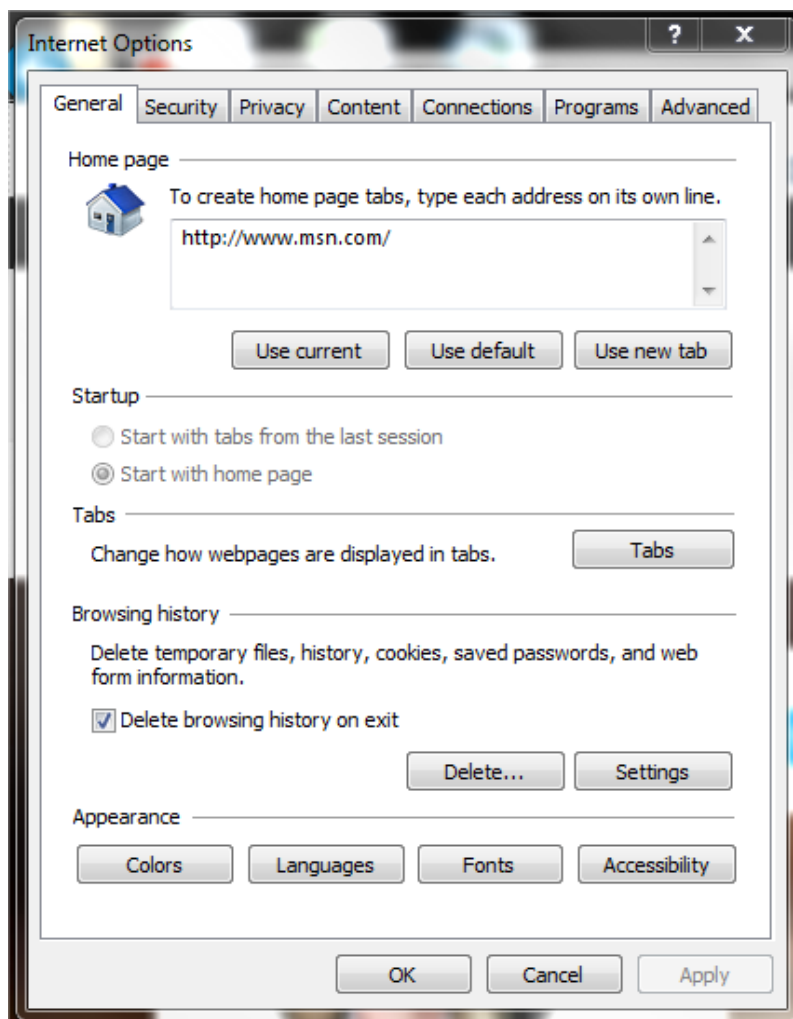 Internet Options
?
X
General Security Privacy Content Connections Programs Advanced
Home page
To create home page tabs, type each address on its own line.
http://www.msn.com/
Use current Use default Use new tab
Startup
Start with tabs from the last session
Start with home page
Tabs
Change how webpages are displayed in tabs.
Tabs
Browsing history
Delete temporary files, history, cookies, saved passwords, and web
form information.
Delete browsing history on exit
Delete... Settings
Appearance
Colors Languages Fonts Accessibility
OK Cancel Apply